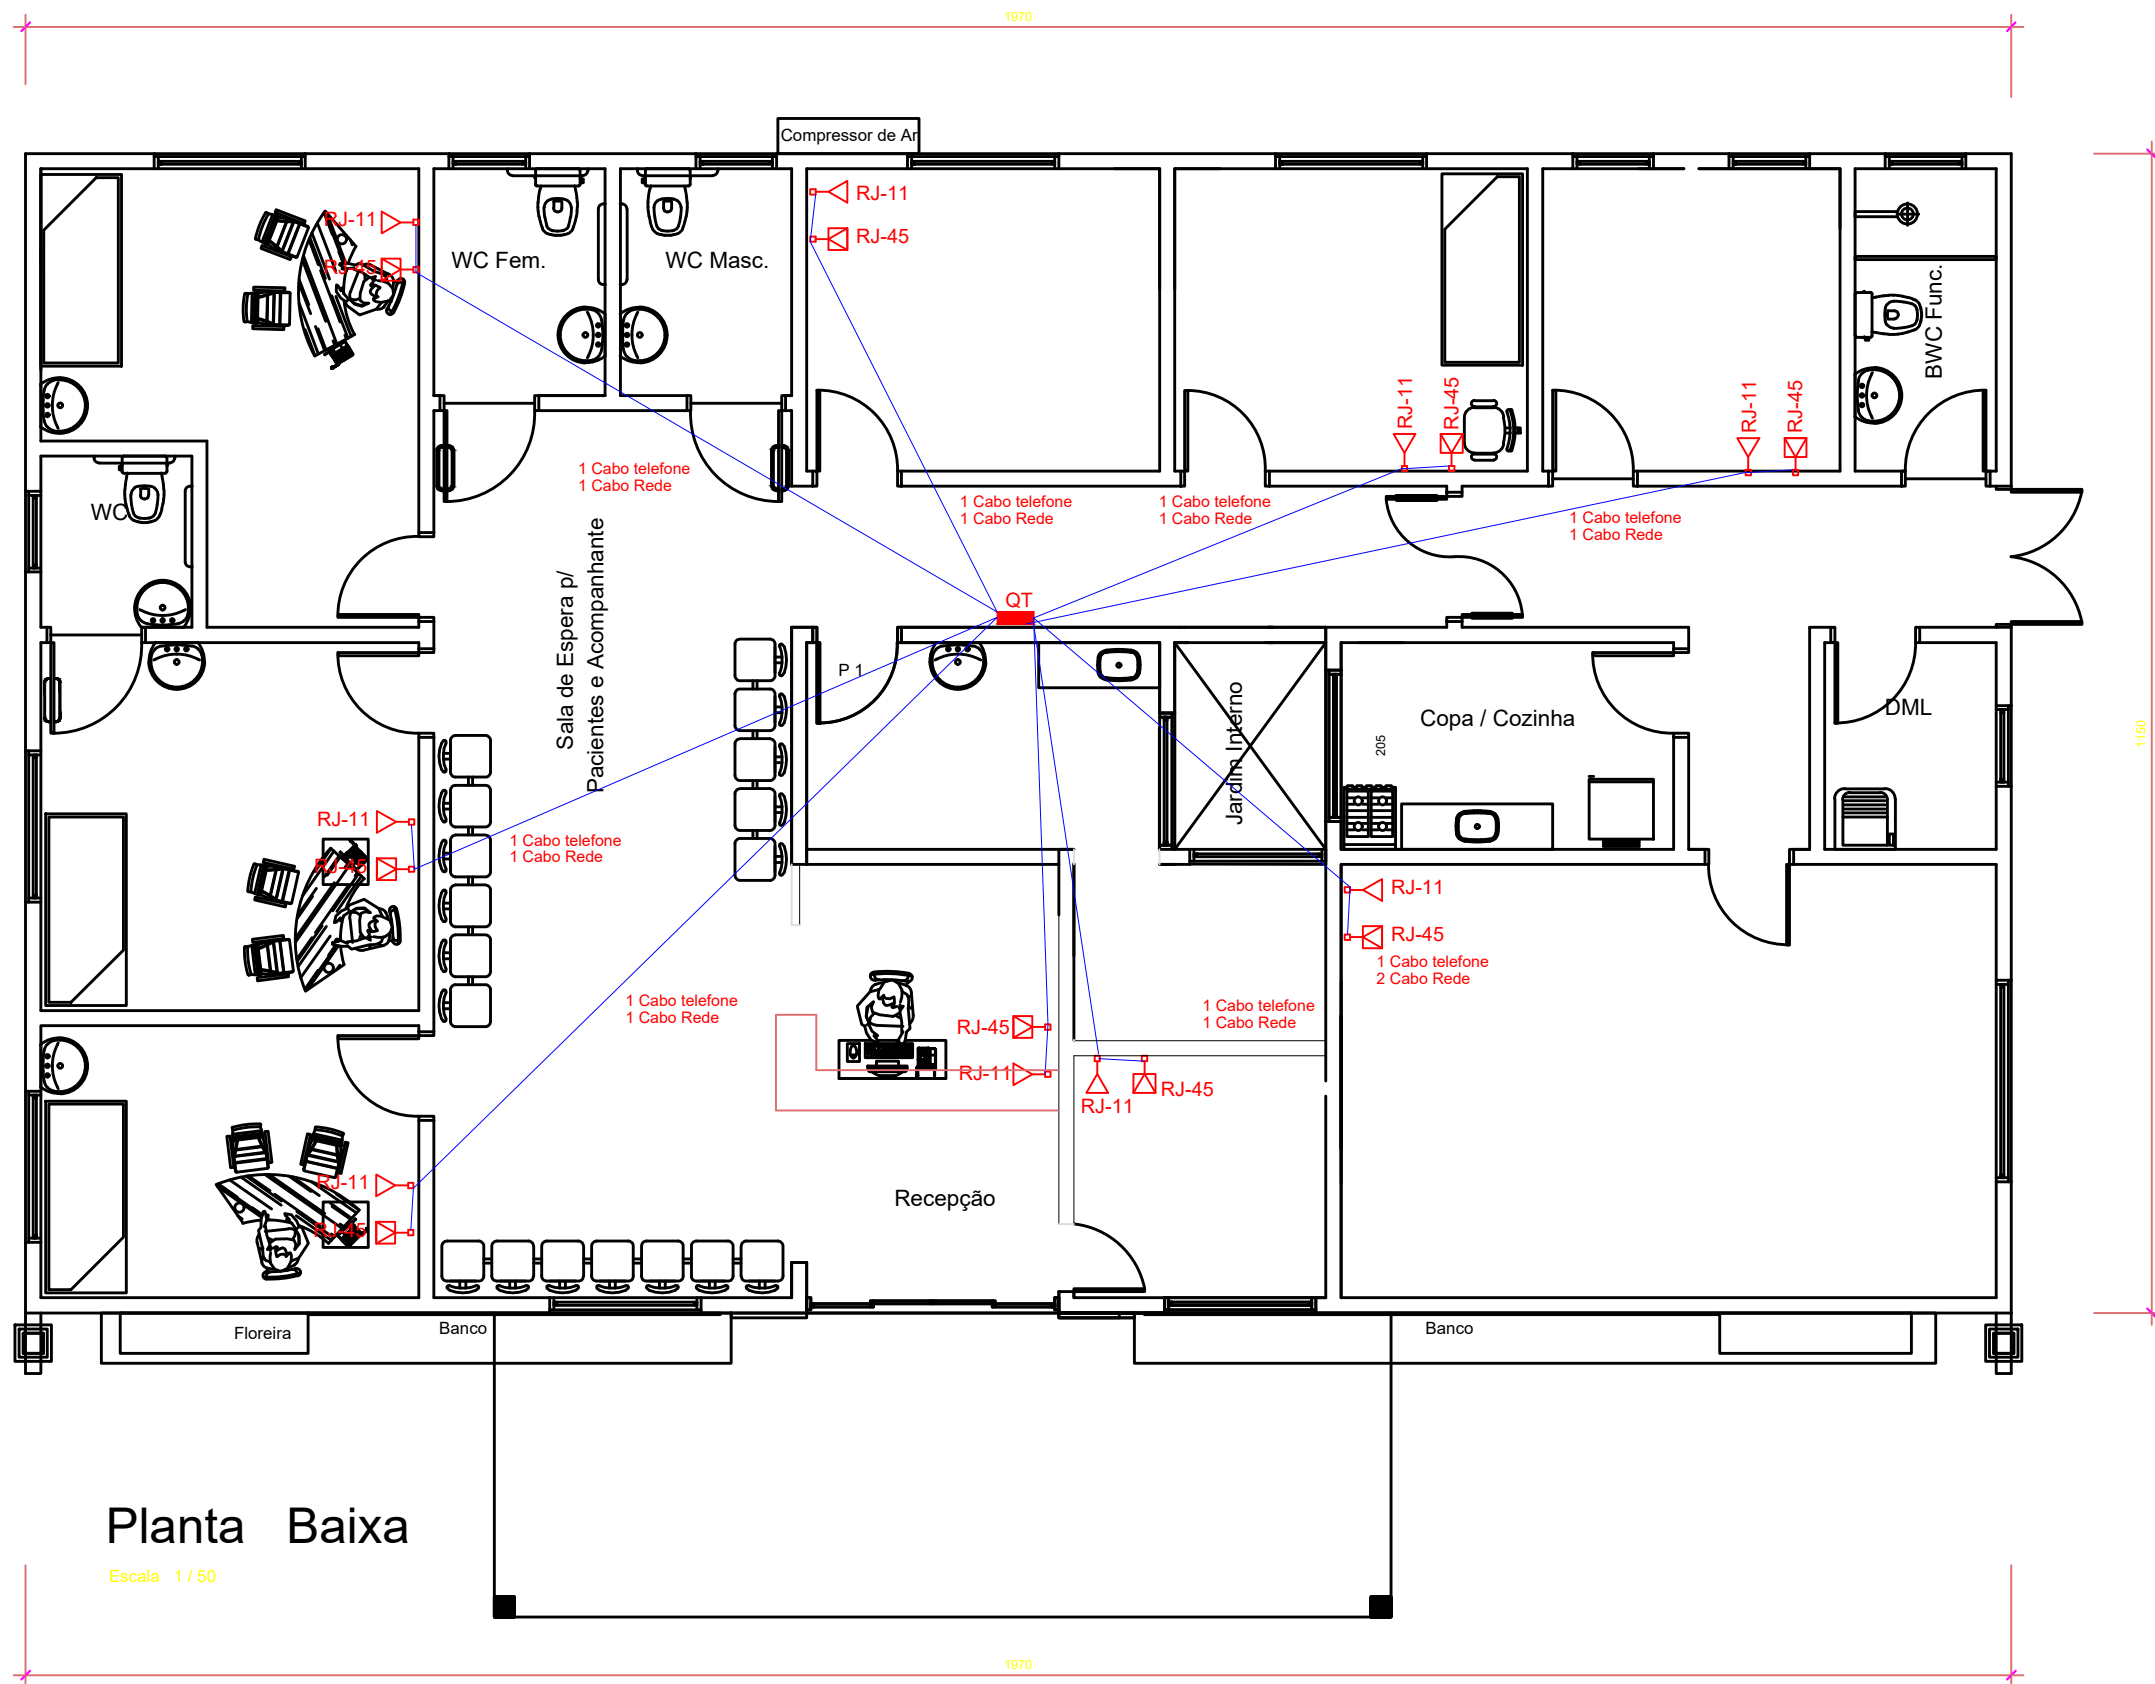 1970
Compressor de Ar
RJ-11
RJ-45
RJ-11
RJ-45
WC Fem.
WC Masc.
BWC Func.
RJ-11
RJ-45
RJ-11
RJ-45
WC
1 Cabo telefone
1 Cabo Rede
1 Cabo telefone
1 Cabo Rede
1 Cabo telefone
1 Cabo Rede
1 Cabo telefone
1 Cabo Rede
Sala de Espera p/
Pacientes e Acompanhante
QT
P 1
Jardim Interno
Copa / Cozinha
205
DML
1150
RJ-11
RJ-45
1 Cabo telefone
1 Cabo Rede
RJ-11
RJ-45
1 Cabo telefone
2 Cabo Rede
1 Cabo telefone
1 Cabo Rede
1 Cabo telefone
1 Cabo Rede
RJ-45
RJ-11
RJ-45
RJ-11
RJ-11
RJ-45
Recepção
Floreira
Banco
Banco
Planta Baixa
Escala 1 / 50
1970